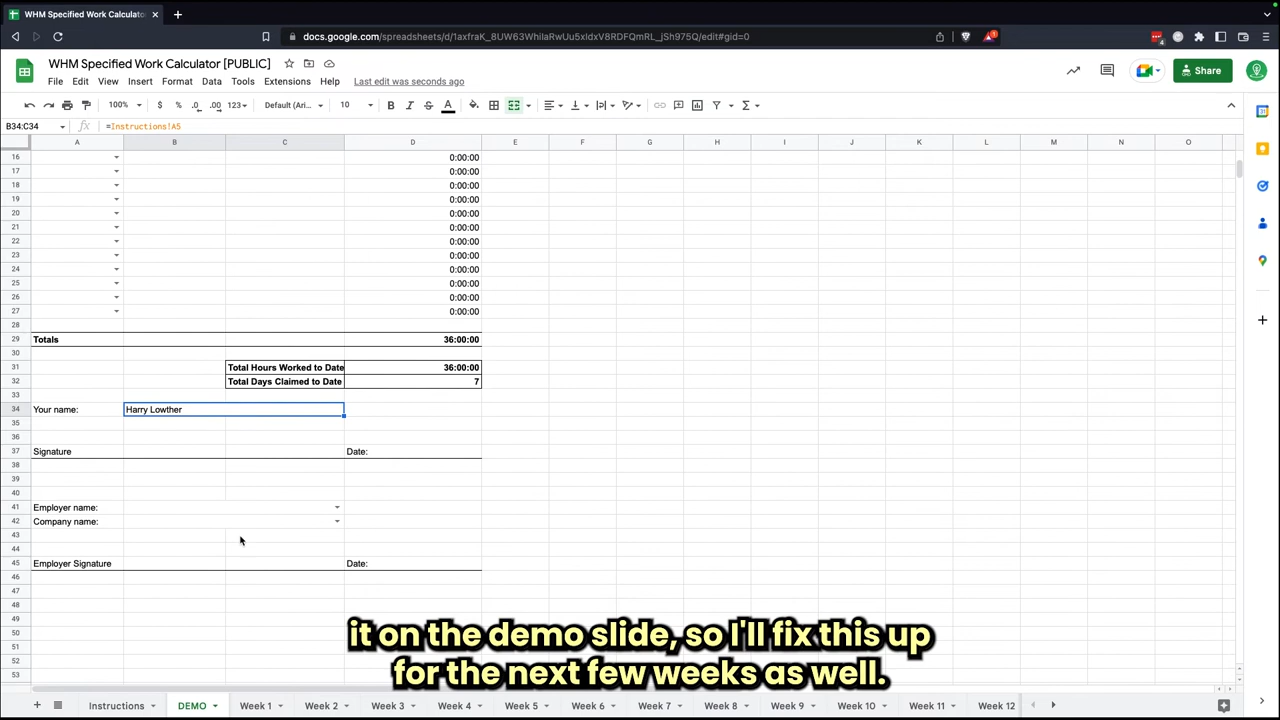 WHM Specified Work Calculato
docs.google.com/spreadsheets/d/1axfraK_8UW63WhilaRwUu5xldxV8RDFQmRL_jSh975Q/edit#gid=0
WHM Specified Work Calculator [PUBLIC]
File Edit View Insert Format Data Tools Extensions Help Last edit was seconds ago
Share
100% $ % .0 .00 123 Default (Ari... 10 B I S A
B34:C34 =Instructions!A5
A B C D E F G H I J K L M N O
16 0:00:00
17 0:00:00
18 0:00:00
19 0:00:00
20 0:00:00
21 0:00:00
22 0:00:00
23 0:00:00
24 0:00:00
25 0:00:00
26 0:00:00
27 0:00:00
28
29 Totals 36:00:00
30
31 Total Hours Worked to Date 36:00:00
32 Total Days Claimed to Date 7
33
34 Your name: Harry Lowther
35
36
37 Signature Date:
38
39
40
41 Employer name:
42 Company name:
43
44
45 Employer Signature Date:
46
47
48
49
50
51
52
53
it on the demo slide, so I'll fix this up
for the next few weeks as well.
Instructions DEMO Week 1 Week 2 Week 3 Week 4 Week 5 Week 6 Week 7 Week 8 Week 9 Week 10 Week 11 Week 12